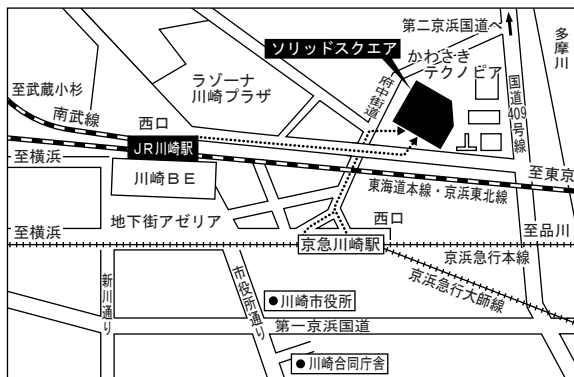 第二京浜国道へ
多摩川
ソリッドスクエア
かわさき
テクノピア
ラゾーナ
川崎プラザ
府中街道
国道409号線
至武蔵小杉
南武線
西口
JR川崎駅
至横浜
川崎BE
至東京
東海道本線・京浜東北線
地下街アゼリア
西口
至品川
至横浜
京急川崎駅
京浜急行本線
京浜急行大師線
新川通り
市役所通り
川崎市役所
第一京浜国道
川崎合同庁舎